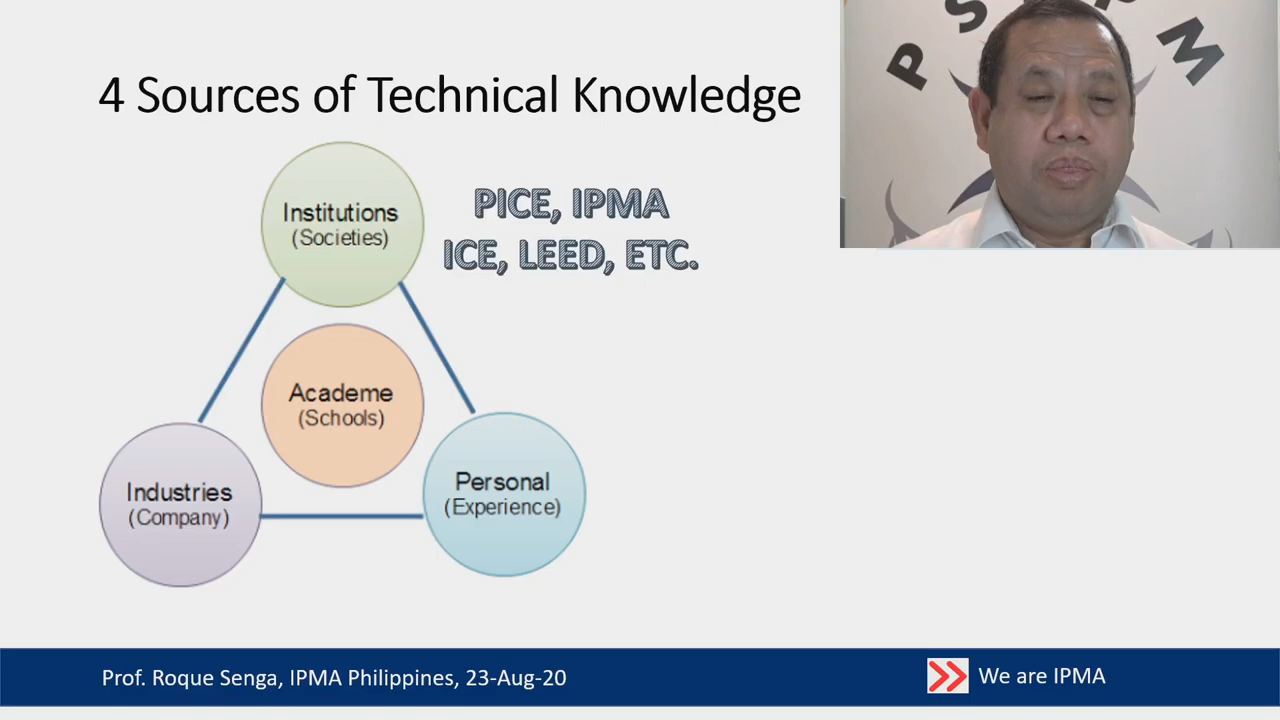 4 Sources of Technical Knowledge
Institutions
(Societies)
PICE, IPMA
ICE, LEED, ETC.
Academe
(Schools)
Industries
(Company)
Personal
(Experience)
Prof. Roque Senga, IPMA Philippines, 23-Aug-20
We are IPMA